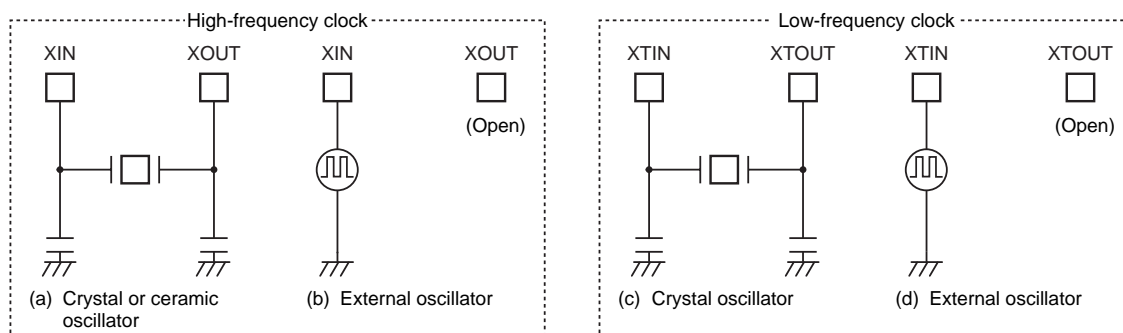 High-frequency clock
XIN XOUT XIN XOUT
(Open)
(a) Crystal or ceramic
oscillator
(b) External oscillator
Low-frequency clock
XTIN XTOUT XTIN XTOUT
(Open)
(c) Crystal oscillator
(d) External oscillator